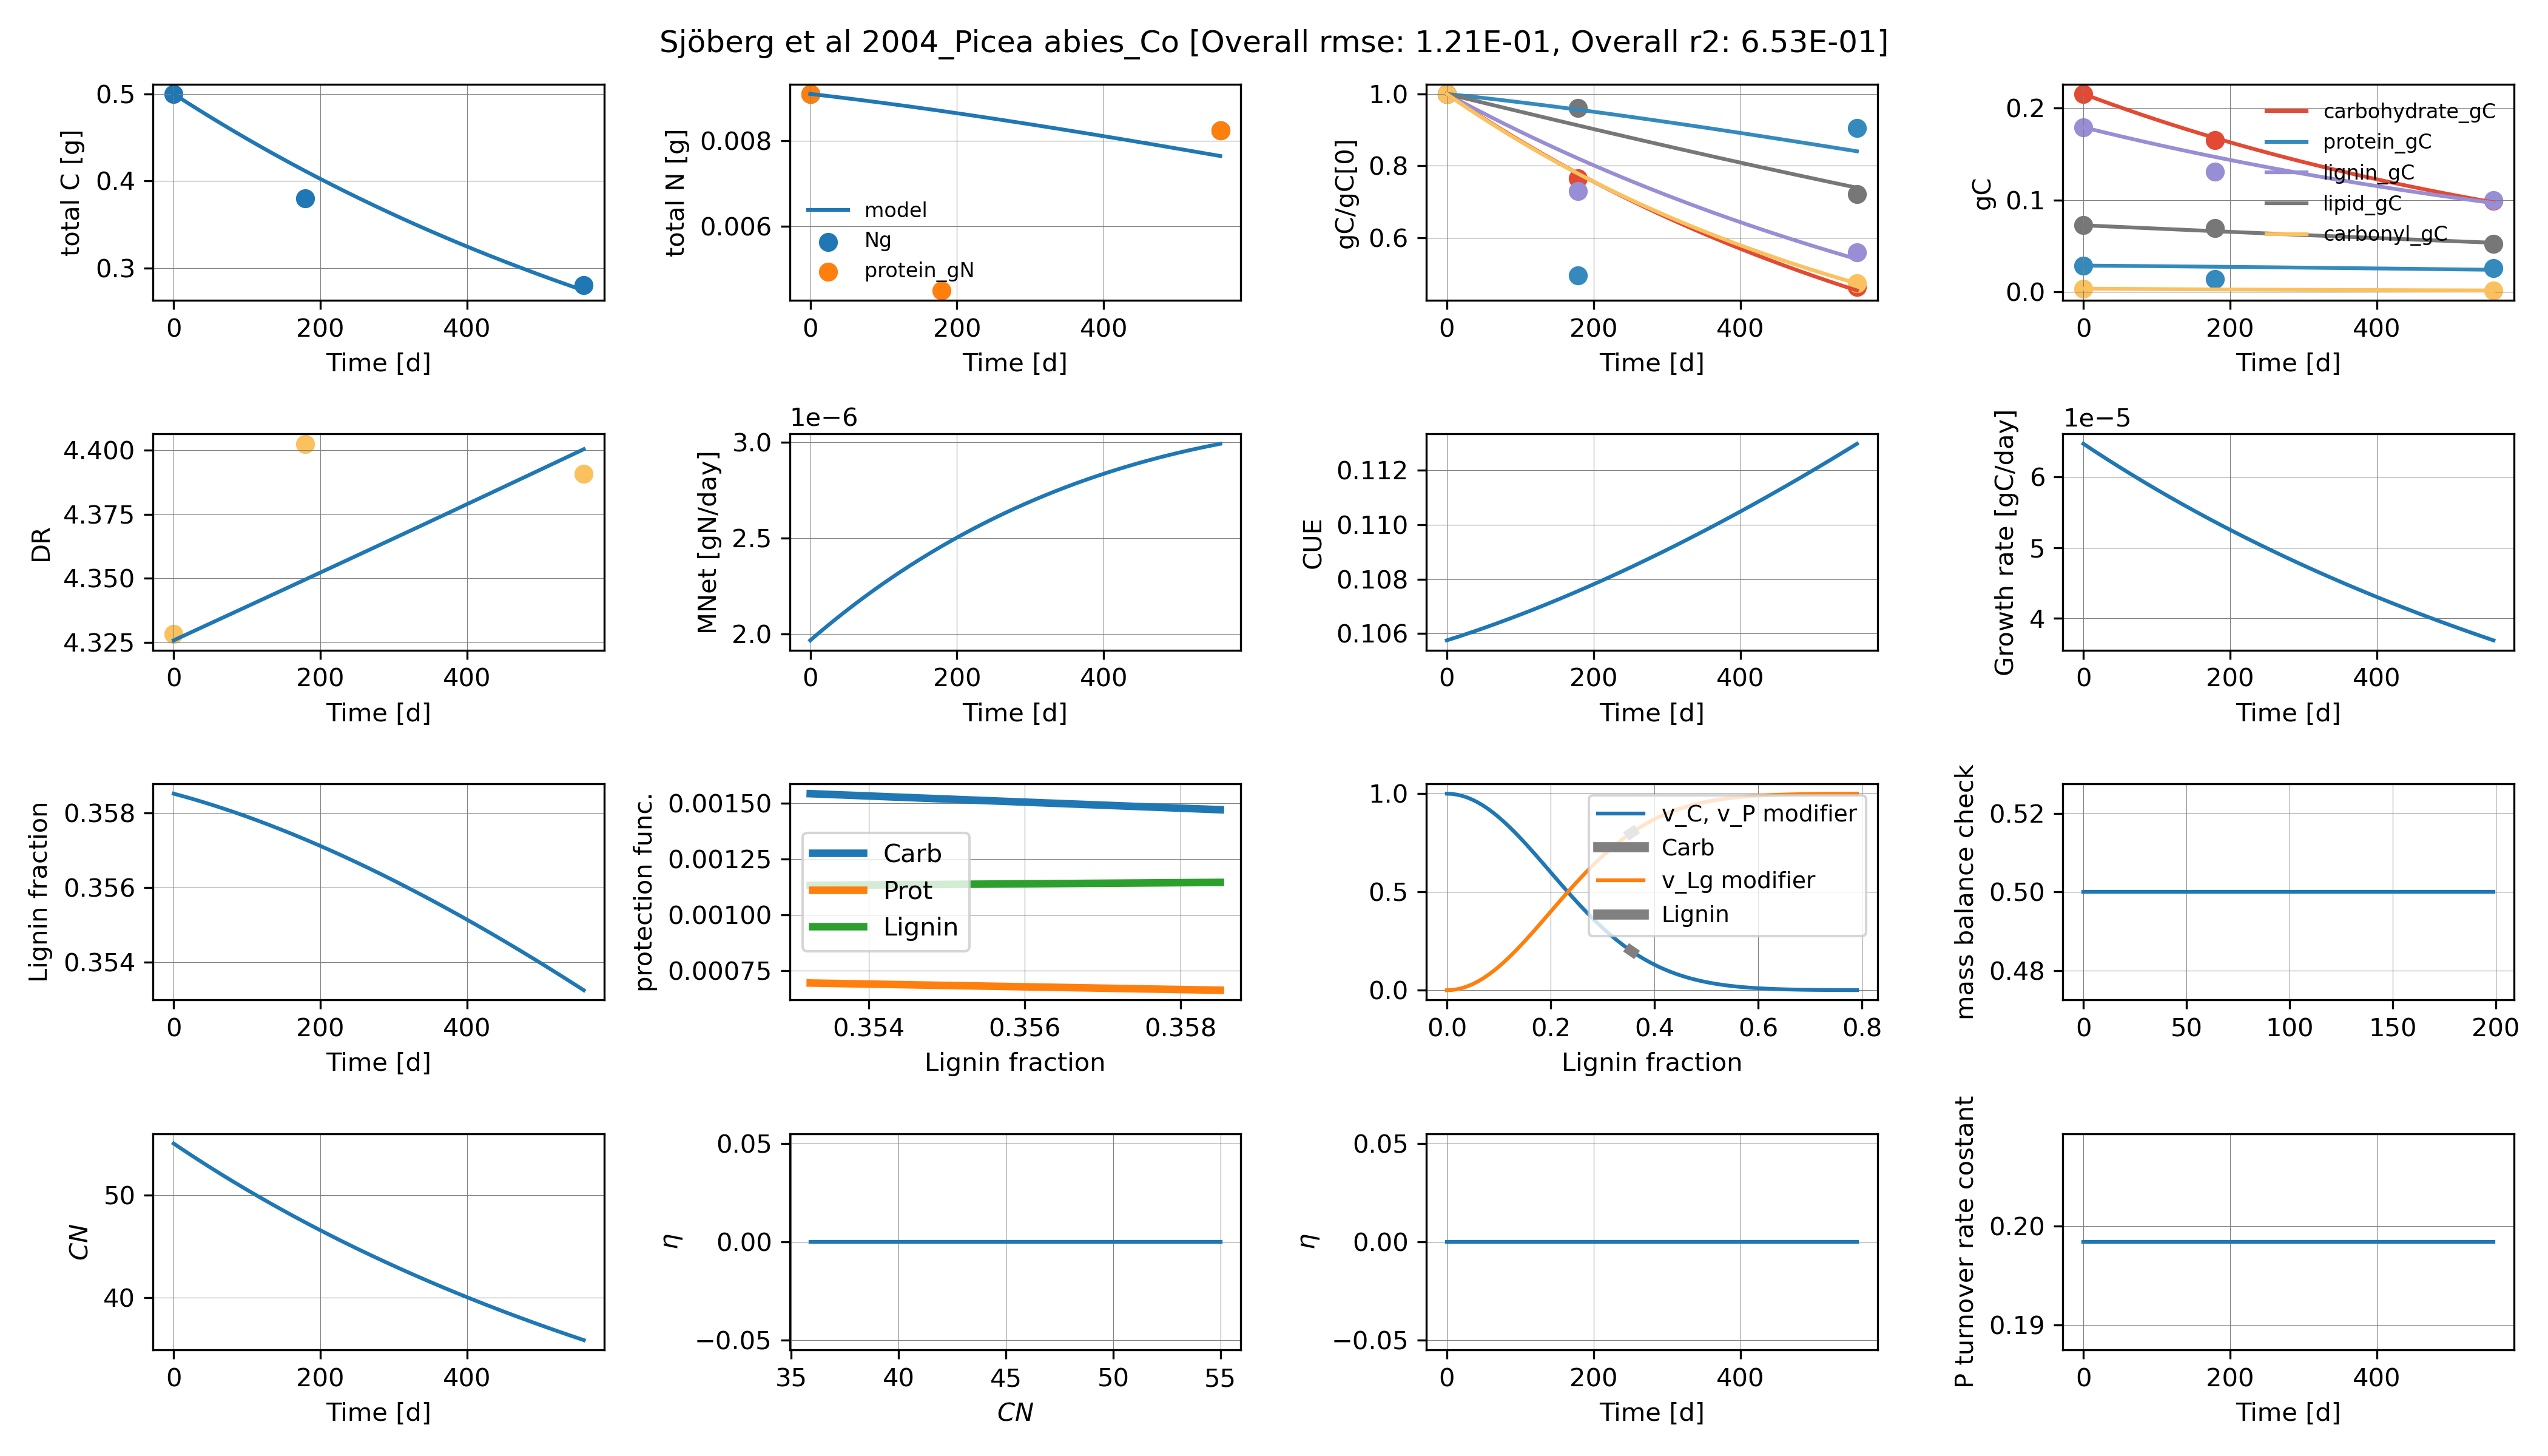 Sjöberg et al 2004_Picea abies_Co [Overall rmse: 1.21E-01, Overall r2: 6.53E-01]
total C [g]
0.5
0.4
0.3
0 200 400
Time [d]
total N [g]
0.008
0.006
model
Ng
protein_gN
0 200 400
Time [d]
gC/gC[0]
1.0
0.8
0.6
0 200 400
Time [d]
gC
0.2
0.1
0.0
carbohydrate_gC
protein_gC
lignin_gC
lipid_gC
carbonyl_gC
0 200 400
Time [d]
DR
4.400
4.375
4.350
4.325
0 200 400
Time [d]
1e−6
MNet [gN/day]
3.0
2.5
2.0
0 200 400
Time [d]
CUE
0.112
0.110
0.108
0.106
0 200 400
Time [d]
1e−5
Growth rate [gC/day]
6
5
4
0 200 400
Time [d]
Lignin fraction
0.358
0.356
0.354
0 200 400
Time [d]
protection func.
0.00150
0.00125
0.00100
0.00075
Carb
Prot
Lignin
0.354 0.356 0.358
Lignin fraction
1.0
0.5
0.0
v_C, v_P modifier
Carb
v_Lg modifier
Lignin
0.0 0.2 0.4 0.6 0.8
Lignin fraction
mass balance check
0.52
0.50
0.48
0 50 100 150 200
CN
50
40
0 200 400
Time [d]
η
0.05
0.00
−0.05
35 40 45 50 55
CN
η
0.05
0.00
−0.05
0 200 400
Time [d]
P turnover rate costant
0.20
0.19
0 200 400
Time [d]